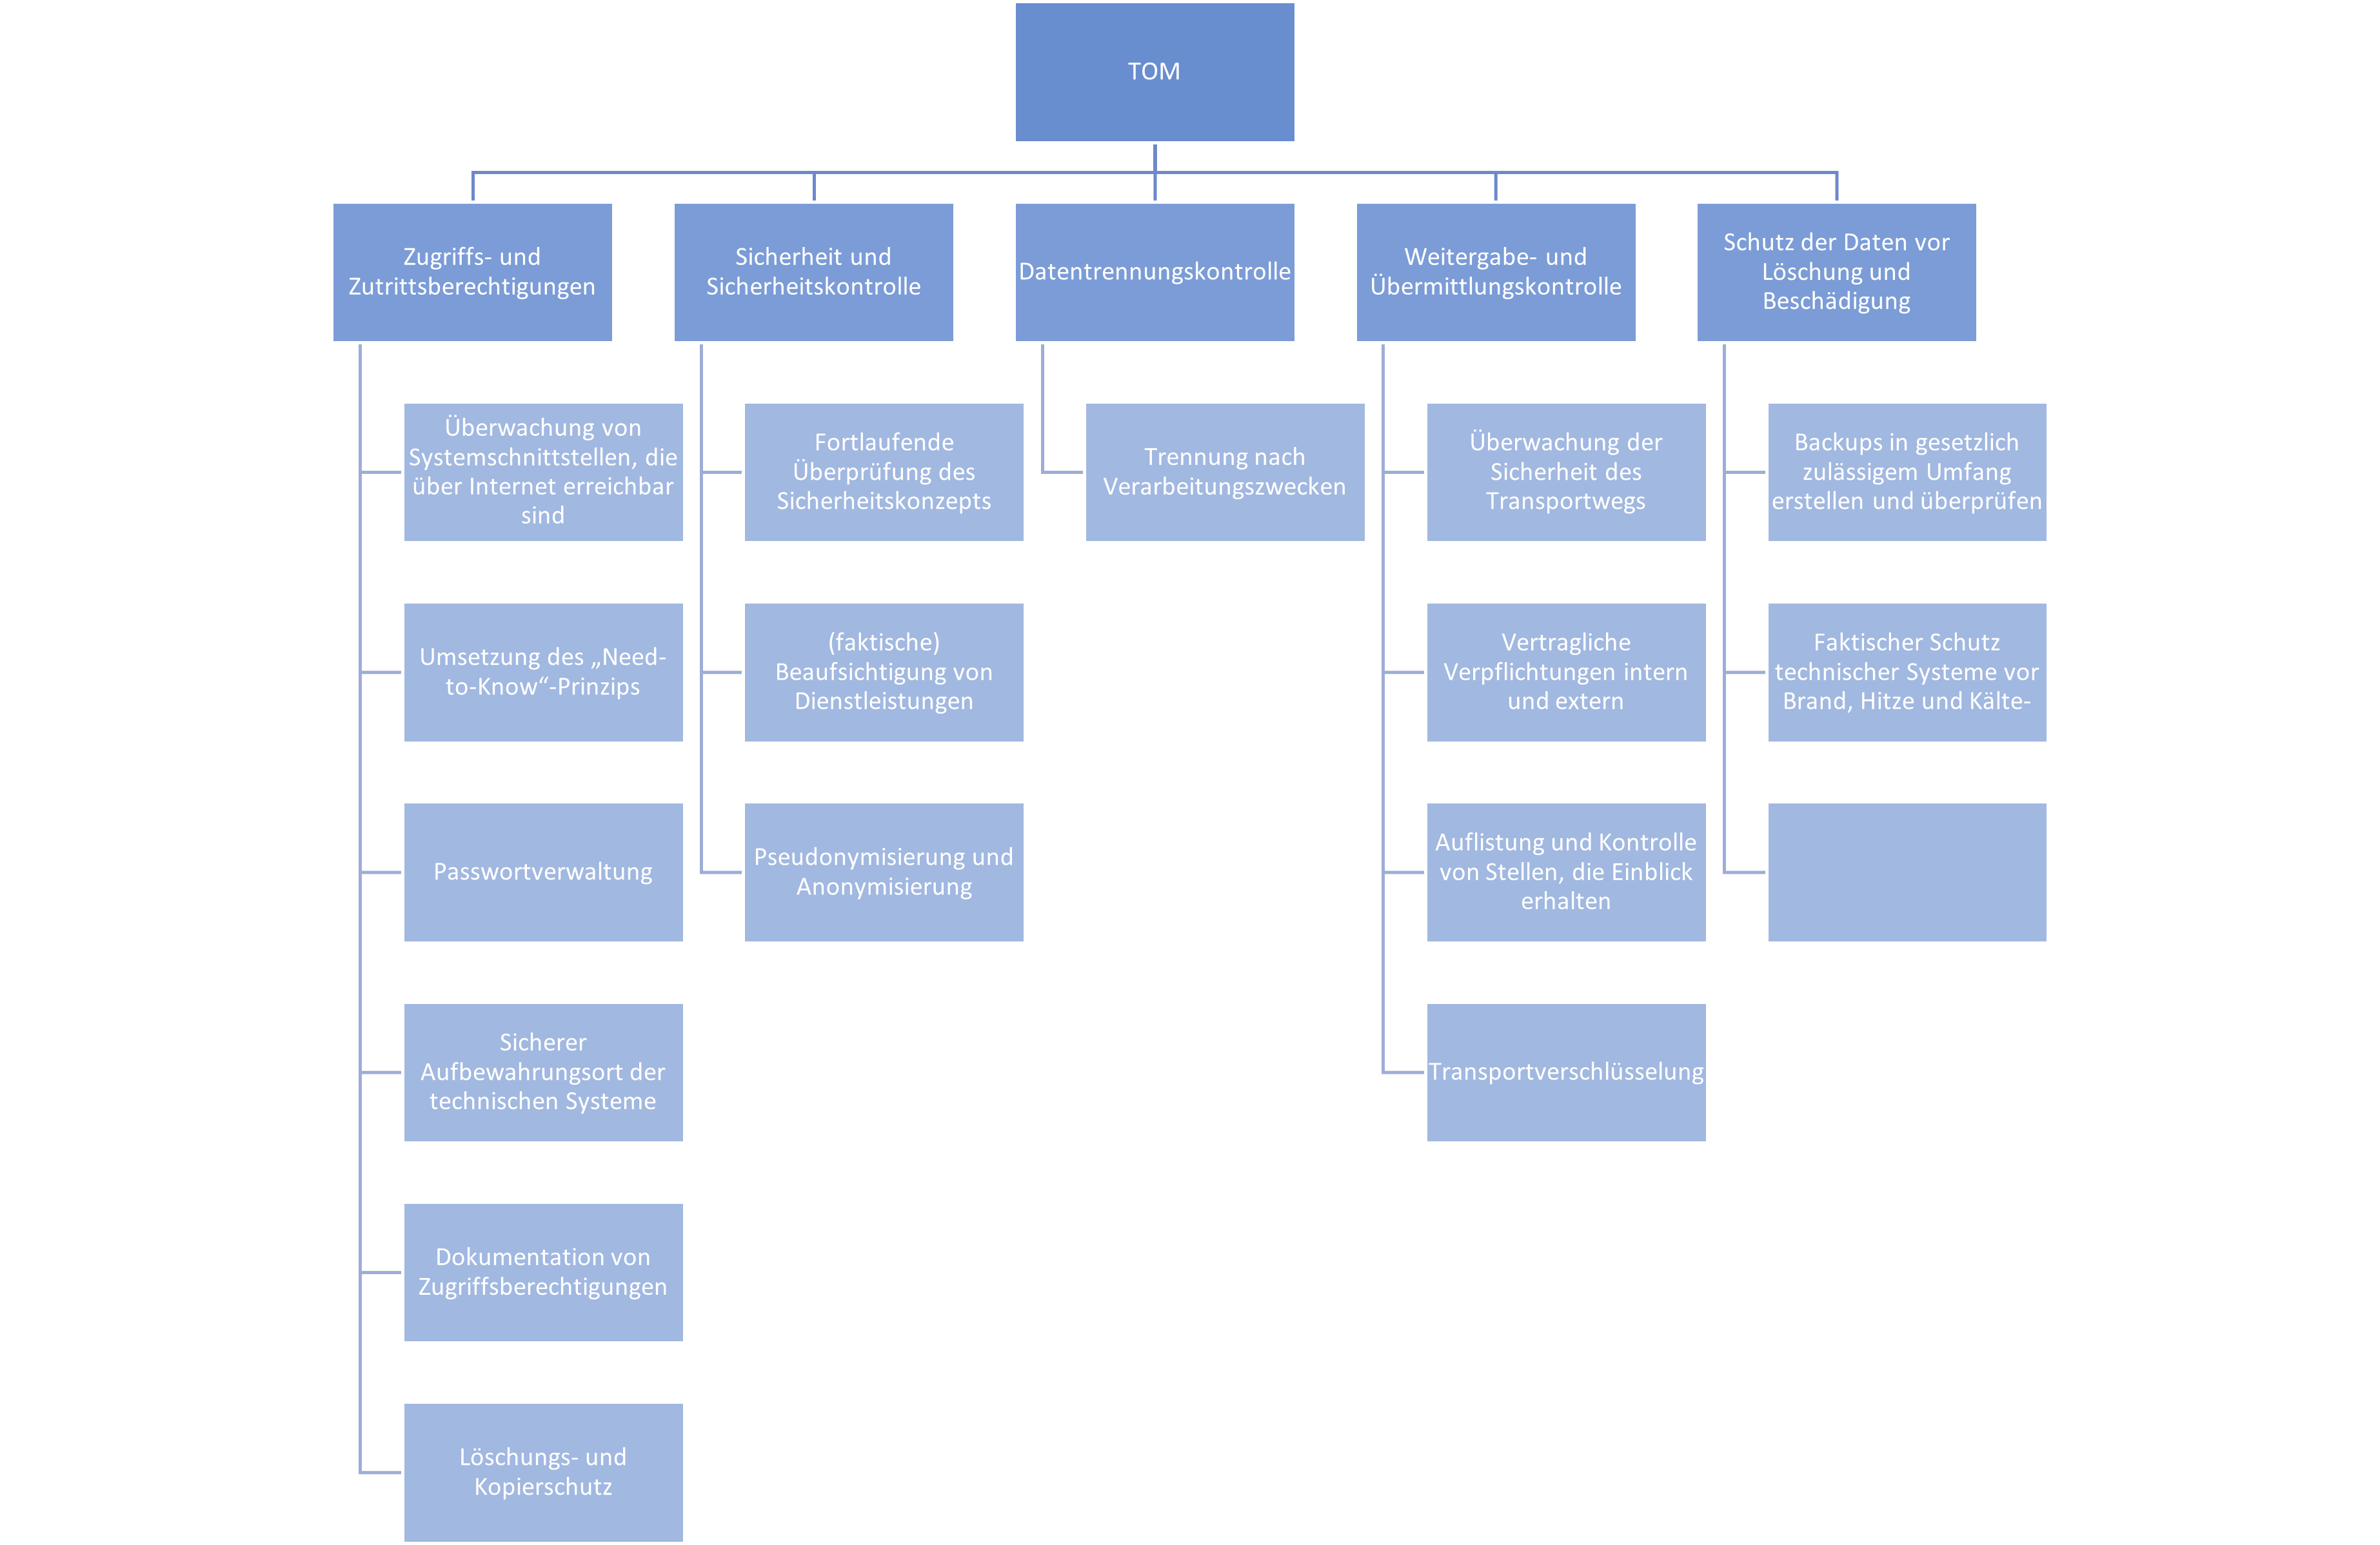 TOM
Zugriffs- und
Zutrittsberechtigungen
Überwachung von
Systemschnittstellen, die
über Internet erreichbar
sind
Umsetzung des „Need-
to-Know“-Prinzips
Passwortverwaltung
Sicherer
Aufbewahrungsort der
technischen Systeme
Dokumentation von
Zugriffsberechtigungen
Löschungs- und
Kopierschutz
Sicherheit und
Sicherheitskontrolle
Fortlaufende
Überprüfung des
Sicherheitskonzepts
(faktische)
Beaufsichtigung von
Dienstleistungen
Pseudonymisierung und
Anonymisierung
Datentrennungskontrolle
Trennung nach
Verarbeitungszwecken
Weitergabe- und
Übermittlungskontrolle
Überwachung der
Sicherheit des
Transportwegs
Vertragliche
Verpflichtungen intern
und extern
Auflistung und Kontrolle
von Stellen, die Einblick
erhalten
Transportverschlüsselung
Schutz der Daten vor
Löschung und
Beschädigung
Backups in gesetzlich
zulässigem Umfang
erstellen und überprüfen
Faktischer Schutz
technischer Systeme vor
Brand, Hitze und Kälte-